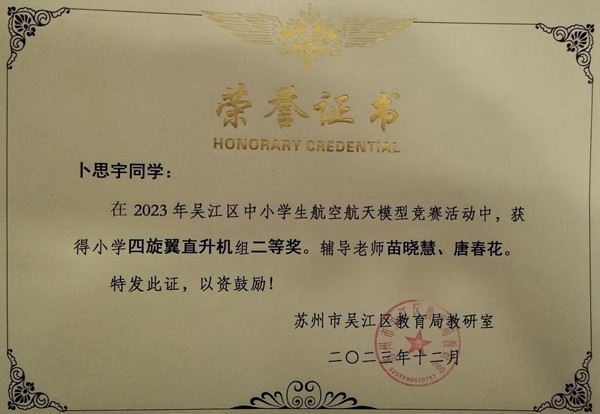 荣誉证书
HONORARY CREDENTIAL
卜思宇同学：
在 2023 年吴江区中小学生航空航天模型竞赛活动中，获
得小学四旋翼直升机组二等奖。辅导老师苗晓慧、唐春花。
特发此证，以资鼓励！
苏州市吴江区教育局教研室
二〇二三年十二月